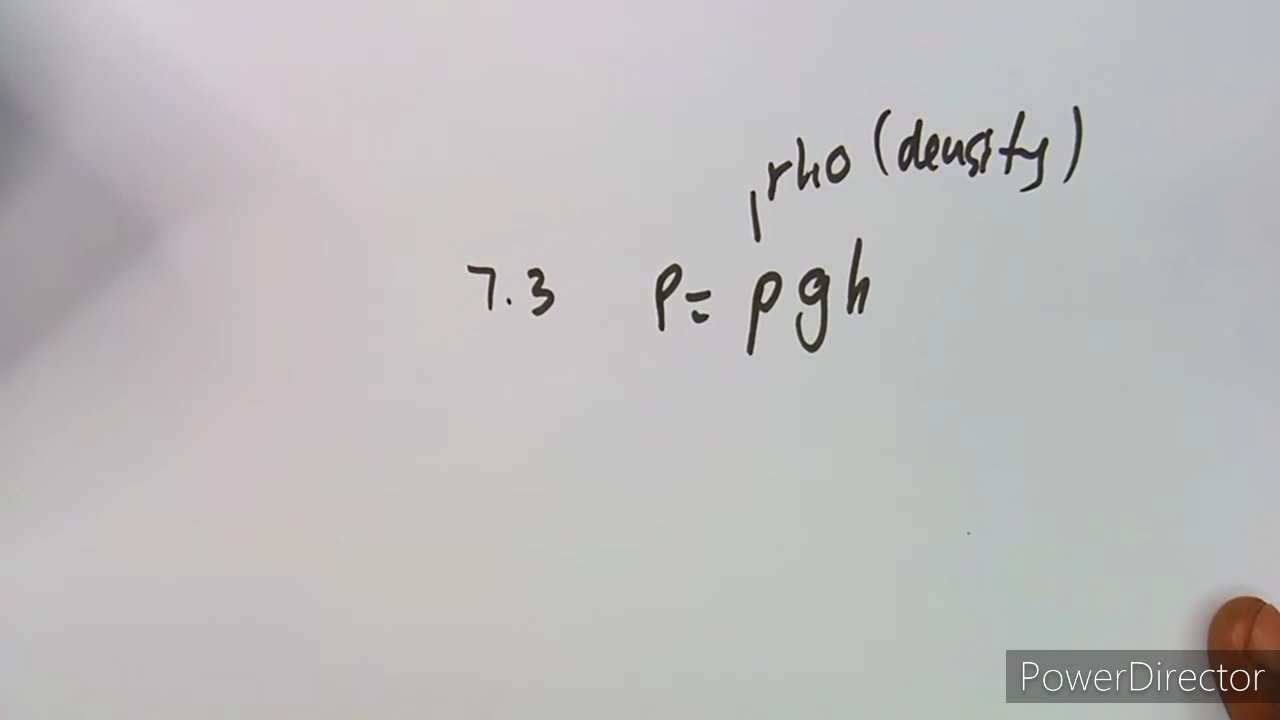 rho (density)
7.3 P = ρgh
PowerDirector